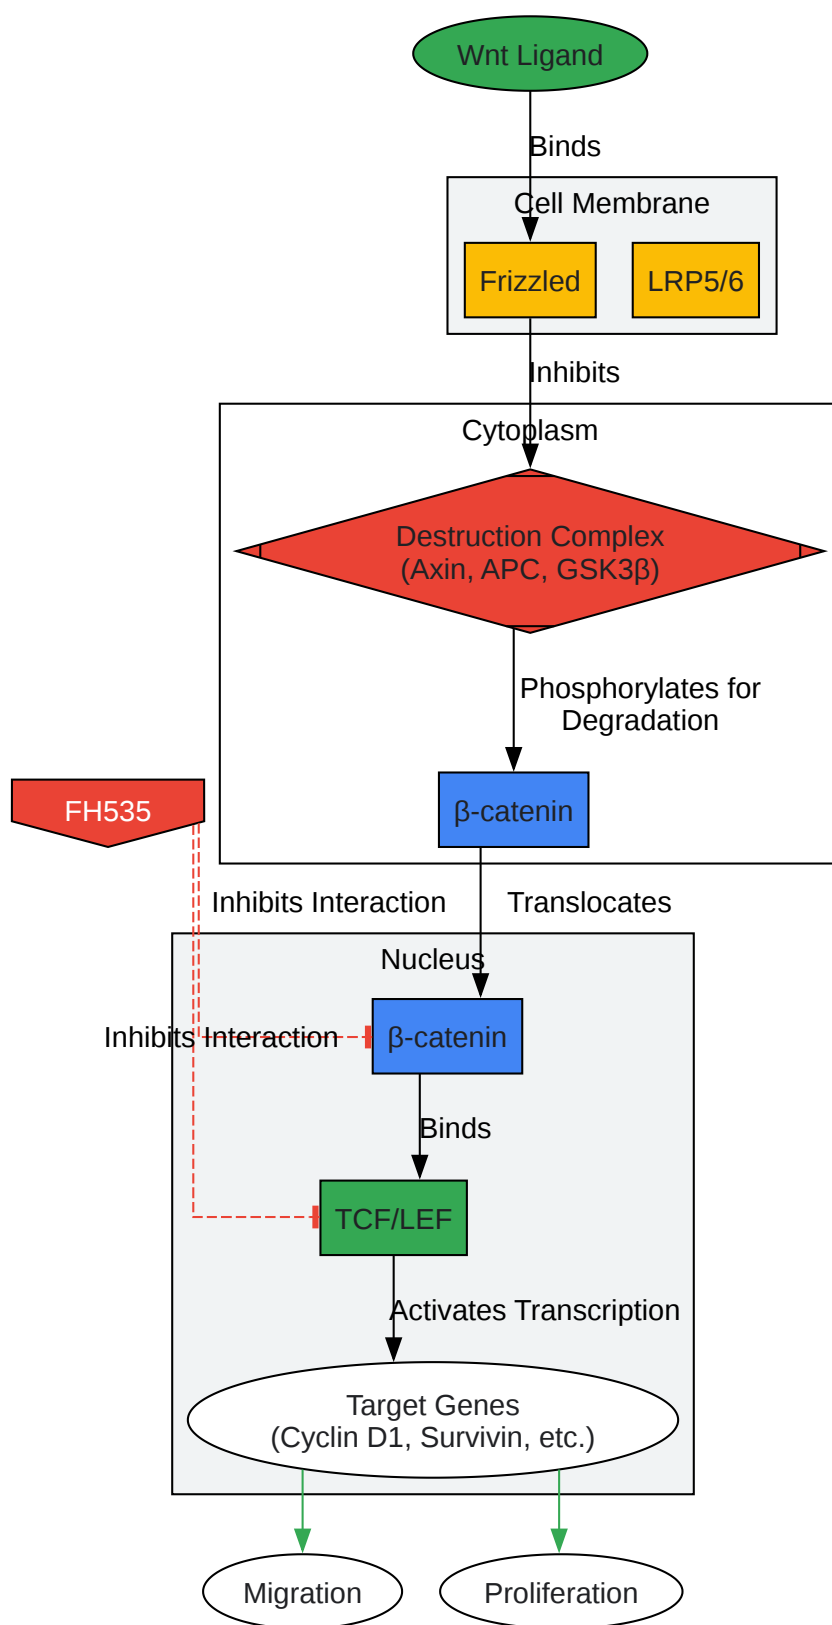 Wnt Ligand
Binds
Cell Membrane
Frizzled
LRP5/6
Inhibits
Cytoplasm
Destruction Complex
(Axin, APC, GSK3β)
Phosphorylates for
Degradation
FH535
β-catenin
Inhibits Interaction
Translocates
Nucleus
Inhibits Interaction
β-catenin
Binds
TCF/LEF
Activates Transcription
Target Genes
(Cyclin D1, Survivin, etc.)
Migration
Proliferation